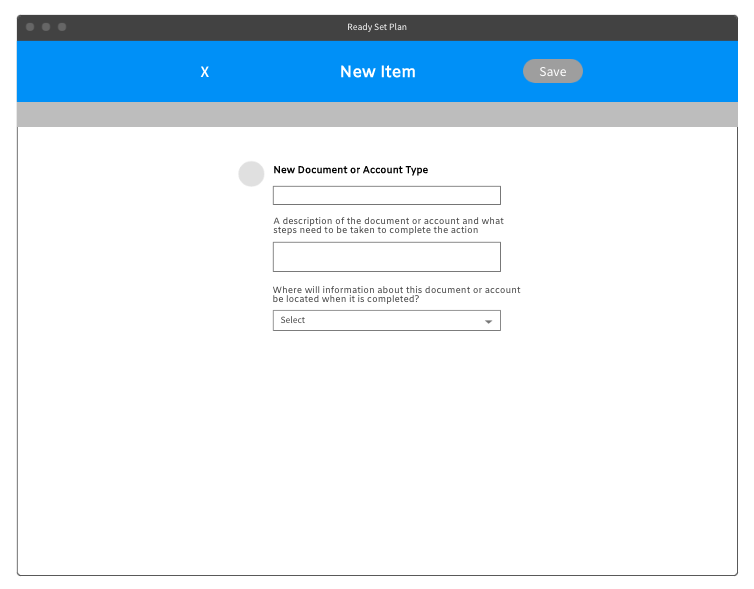 Ready Set Plan
X
New Item
Save
New Document or Account Type
A description of the document or account and what
steps need to be taken to complete the action
Where will information about this document or account
be located when it is completed?
Select